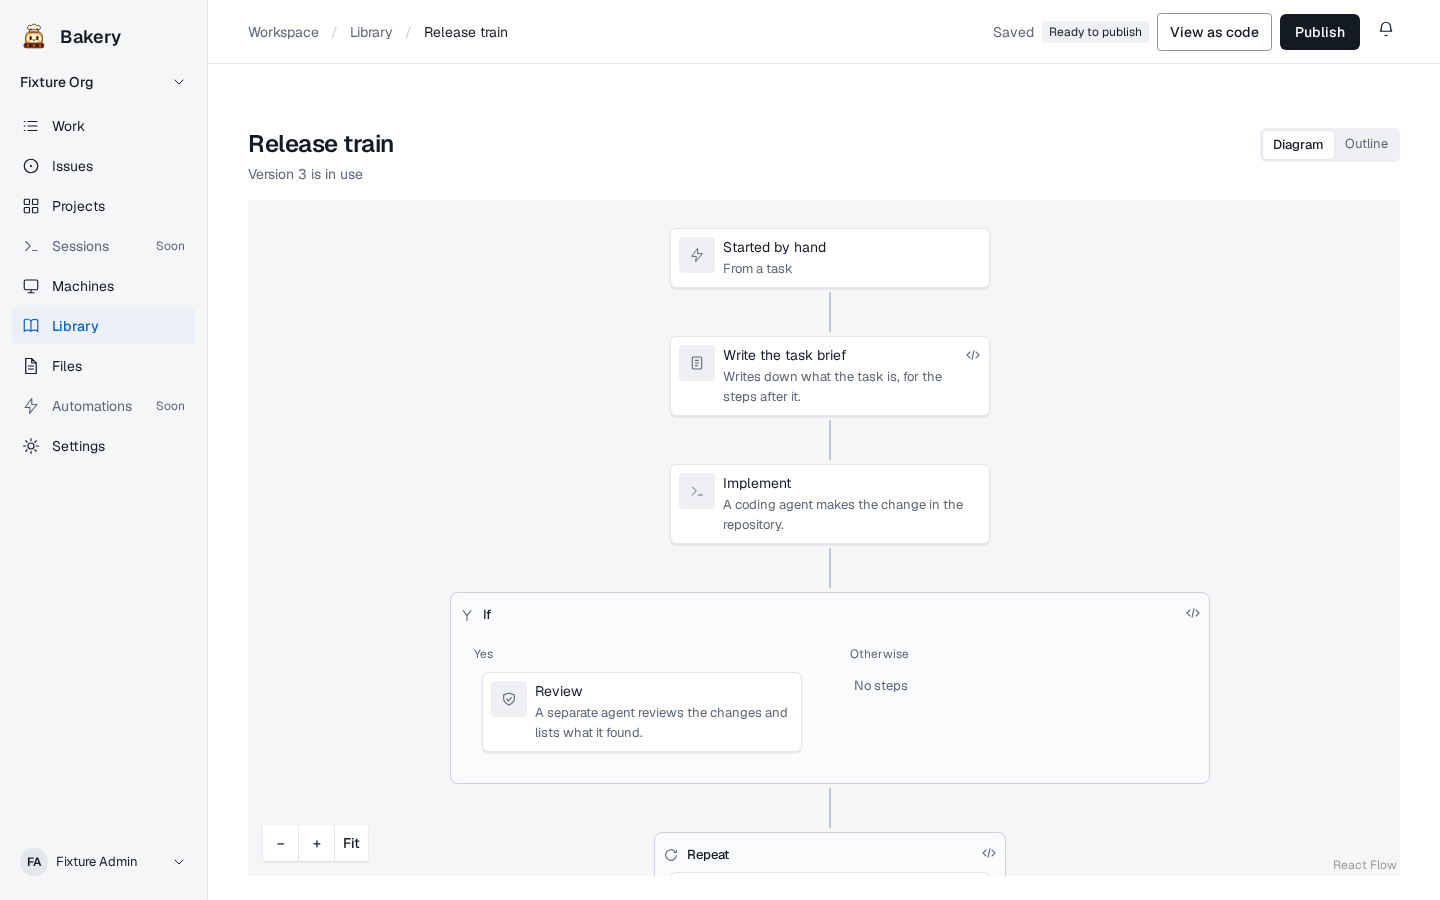 Bakery
Fixture Org
Work
Issues
Projects
Sessions Soon
Machines
Library
Files
Automations Soon
Settings
FA Fixture Admin
Workspace / Library / Release train
Saved Ready to publish View as code Publish
Release train
Version 3 is in use
Diagram Outline
Started by hand
From a task
Write the task brief
Writes down what the task is, for the
steps after it.
Implement
A coding agent makes the change in the
repository.
If
Yes
Otherwise
Review
A separate agent reviews the changes and
lists what it found.
No steps
Repeat
− + Fit
React Flow